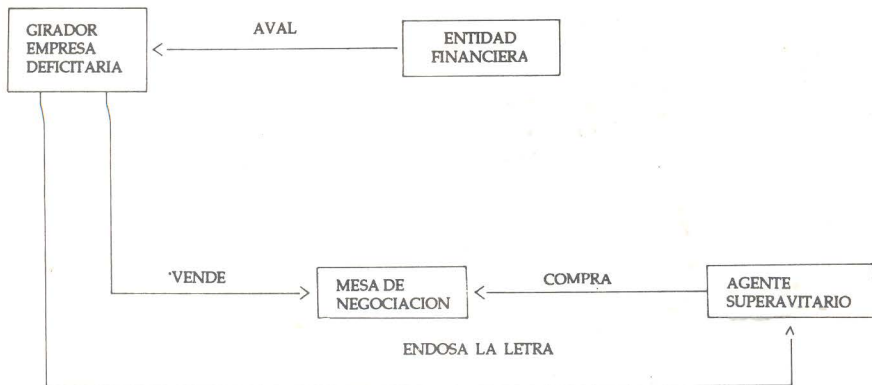 GIRADOR
EMPRESA
DEFICITARIA
AVAL
ENTIDAD
FINANCIERA
VENDE
MESA DE
NEGOCIACION
COMPRA
AGENTE
SUPERAVITARIO
ENDOSA LA LETRA